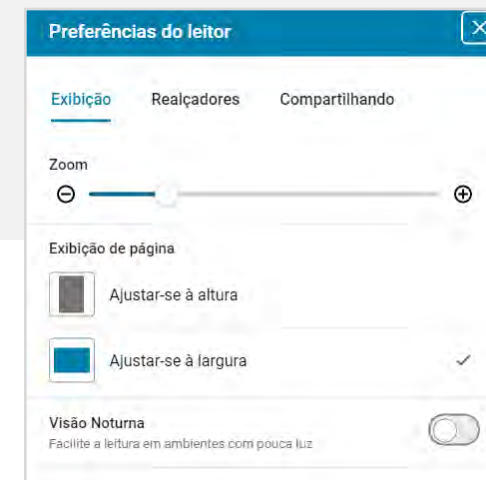 Preferências do leitor
Exibição Realçadores Compartilhando
Zoom
Exibição de página
Ajustar-se à altura
Ajustar-se à largura
Visão Noturna
Facilite a leitura em ambientes com pouca luz